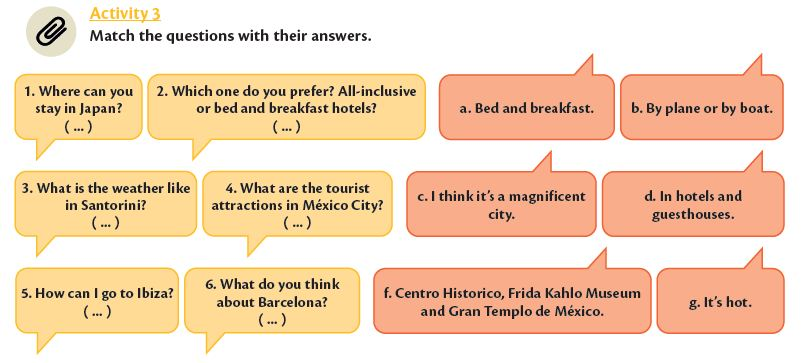 Activity 3
Match the questions with their answers.
1. Where can you
stay in Japan?
( ... )
2. Which one do you prefer? All-inclusive
or bed and breakfast hotels?
( ... )
a. Bed and breakfast.
b. By plane or by boat.
3. What is the weather like
in Santorini?
( ... )
4. What are the tourist
attractions in México City?
( ... )
c. I think it's a magnificent
city.
d. In hotels and
guesthouses.
5. How can I go to Ibiza?
( ... )
6. What do you think
about Barcelona?
( ... )
f. Centro Historico, Frida Kahlo Museum
and Gran Templo de México.
g. It's hot.